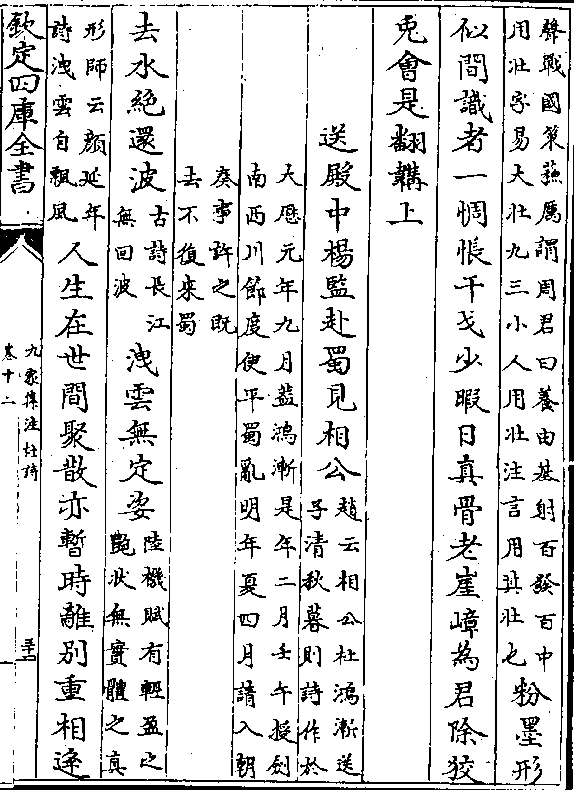 聲戰國策蘇厲謂周君曰養由基射百發百中
用壯字易大壯九三小人用壯注言用其壯也
粉墨形
似間識者一惆悵干戈少暇日真骨老崖嶂為君除狡
兎會是翻鞲上
送殿中楊監赴蜀見相公
趙云相公杜鴻漸送
子清秋暮則詩作於
大厯元年九月葢鴻漸是年二月壬午授劍
南西川節度使平蜀亂明年夏四月請入朝
癸事許之既
去不復來蜀
去水絶還波
古詩長江
無回波
洩雲無定姿
陸機賦有輕盈之
艶狀無實體之真
形師云顔延年
詩洩雲自飄風
人生在世間聚散亦暫時離別重相逢
欽定四庫全書
九家集注杜詩
卷十二